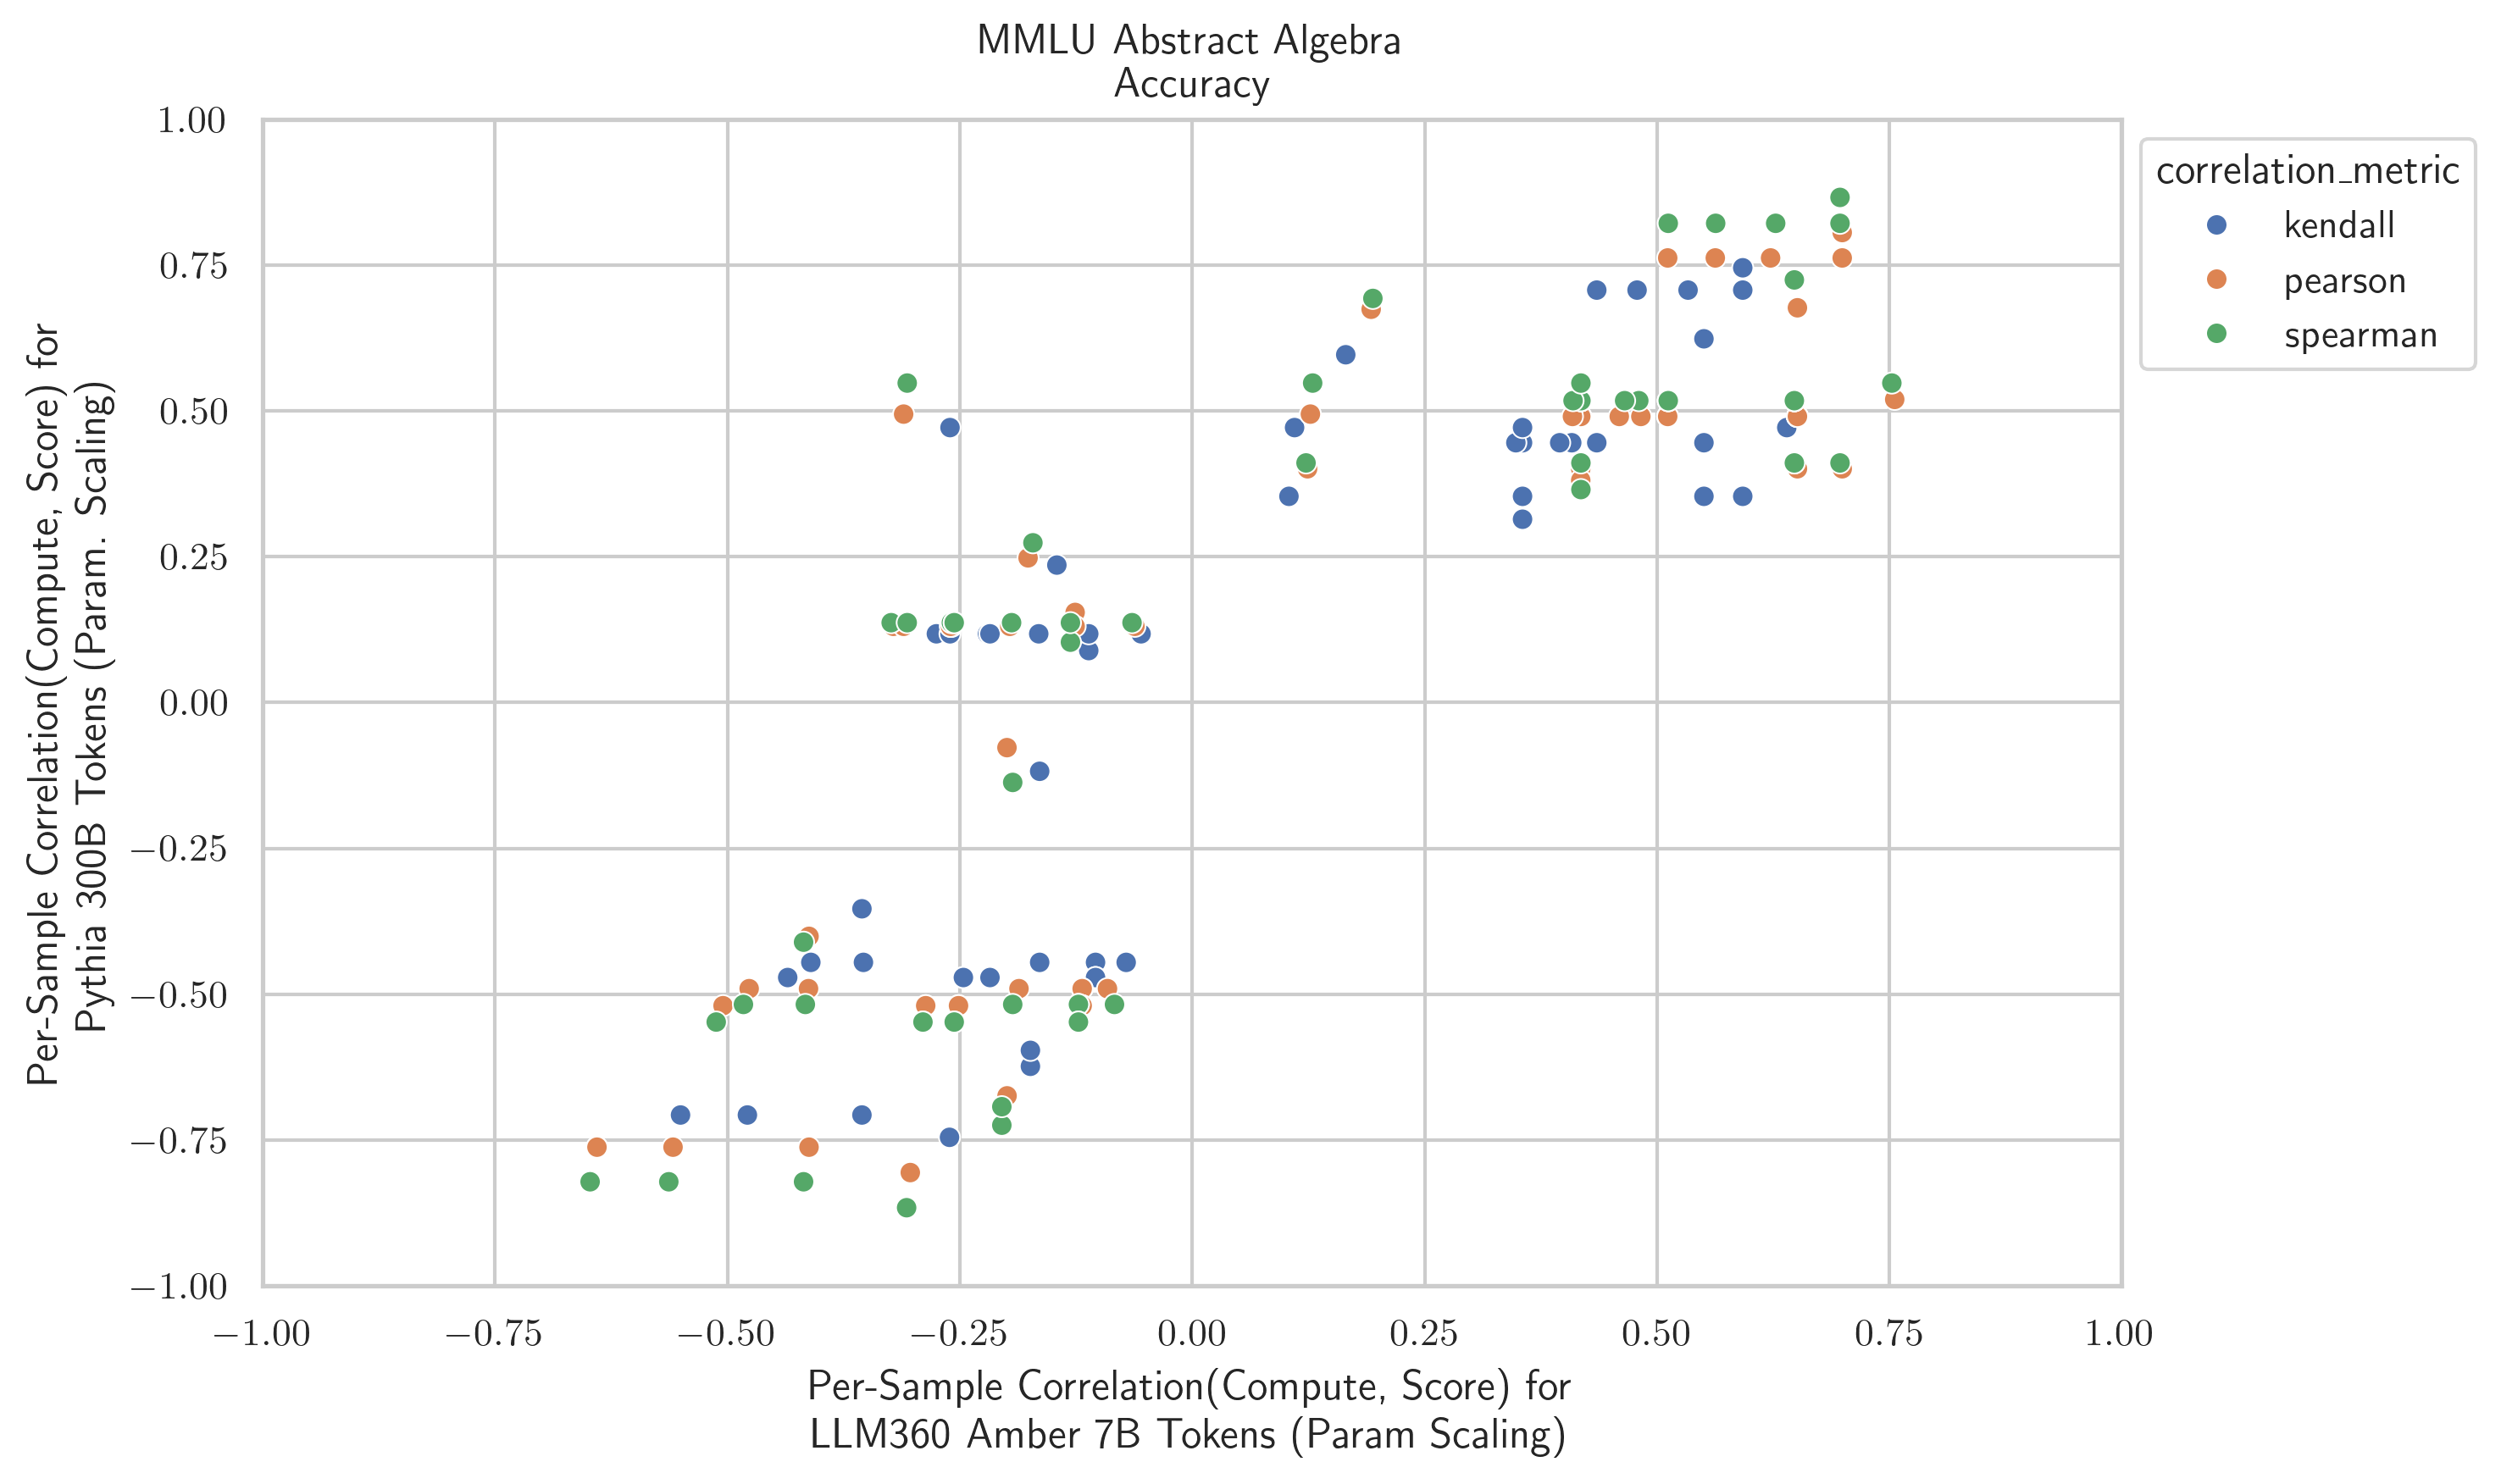 MMLU Abstract Algebra
Accuracy
Per-Sample Correlation(Compute, Score) for
Pythia 300B Tokens (Param. Scaling)
1.00
0.75
0.50
0.25
0.00
−0.25
−0.50
−0.75
−1.00
−1.00 −0.75 −0.50 −0.25 0.00 0.25 0.50 0.75 1.00
Per-Sample Correlation(Compute, Score) for
LLM360 Amber 7B Tokens (Param Scaling)
correlation_metric
kendall
pearson
spearman